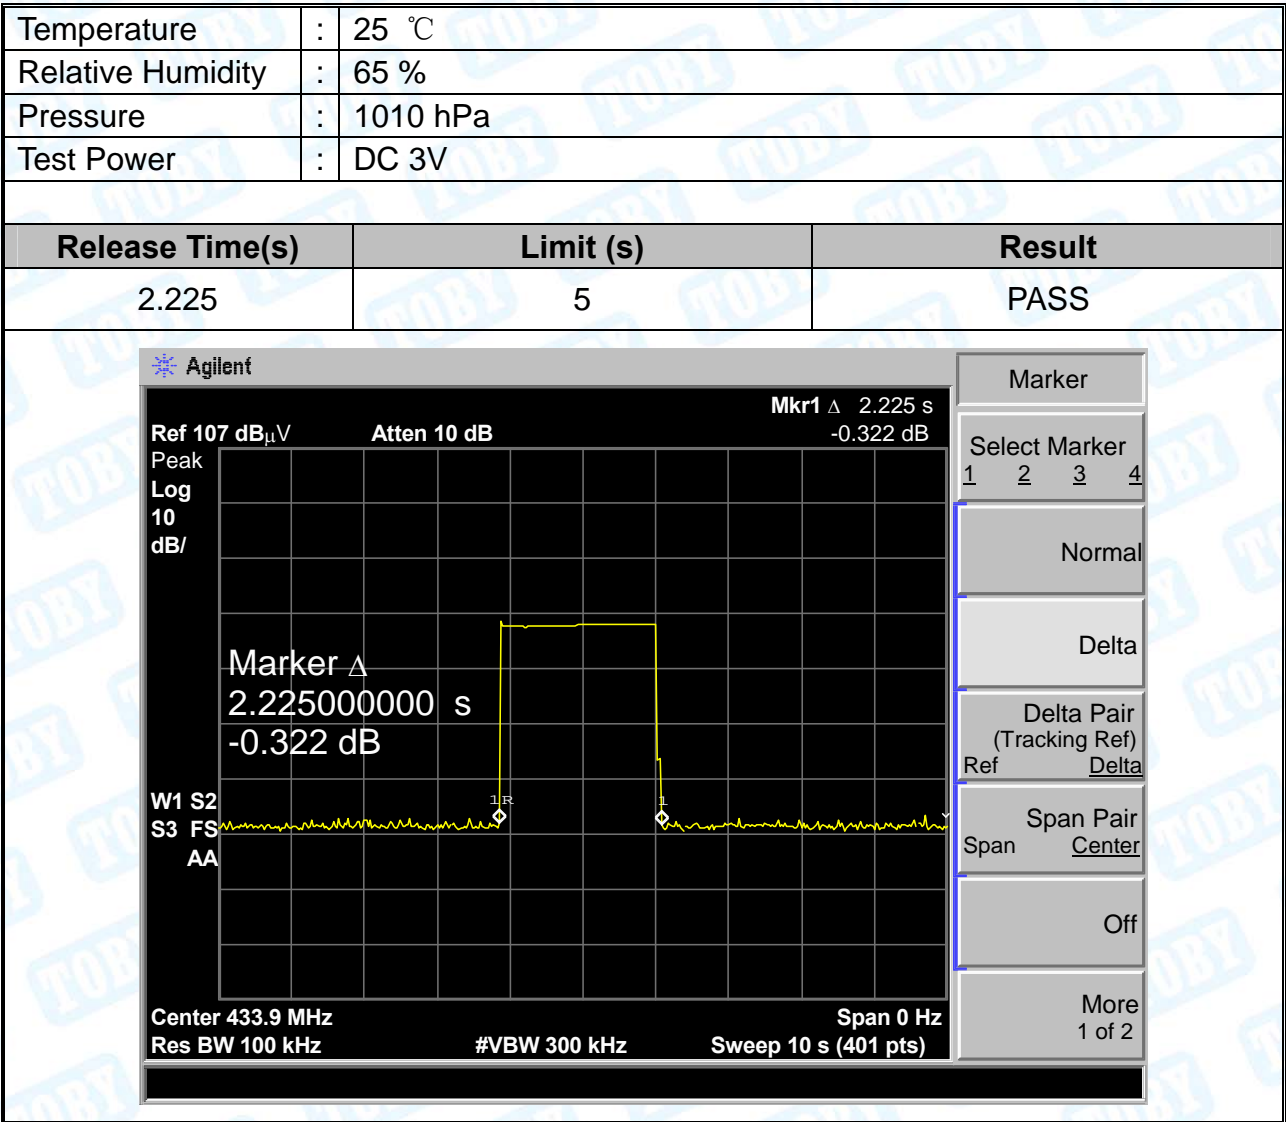 Temperature : 25 ℃
Relative Humidity : 65 %
Pressure : 1010 hPa
Test Power : DC 3V
Release Time(s) Limit (s) Result
2.225 5 PASS
Agilent
Marker
Mkr1 Δ 2.225 s
Ref 107 dBμV Atten 10 dB -0.322 dB
Peak
Log
10
dB/
Select Marker
1 2 3 4
Normal
Delta
Marker Δ
2.225000000 s
-0.322 dB
Delta Pair
(Tracking Ref)
Ref Delta
1R 1
W1 S2
S3 FS
AA
Span Pair
Span Center
Off
More
1 of 2
Center 433.9 MHz Span 0 Hz
Res BW 100 kHz #VBW 300 kHz Sweep 10 s (401 pts)
TOBY